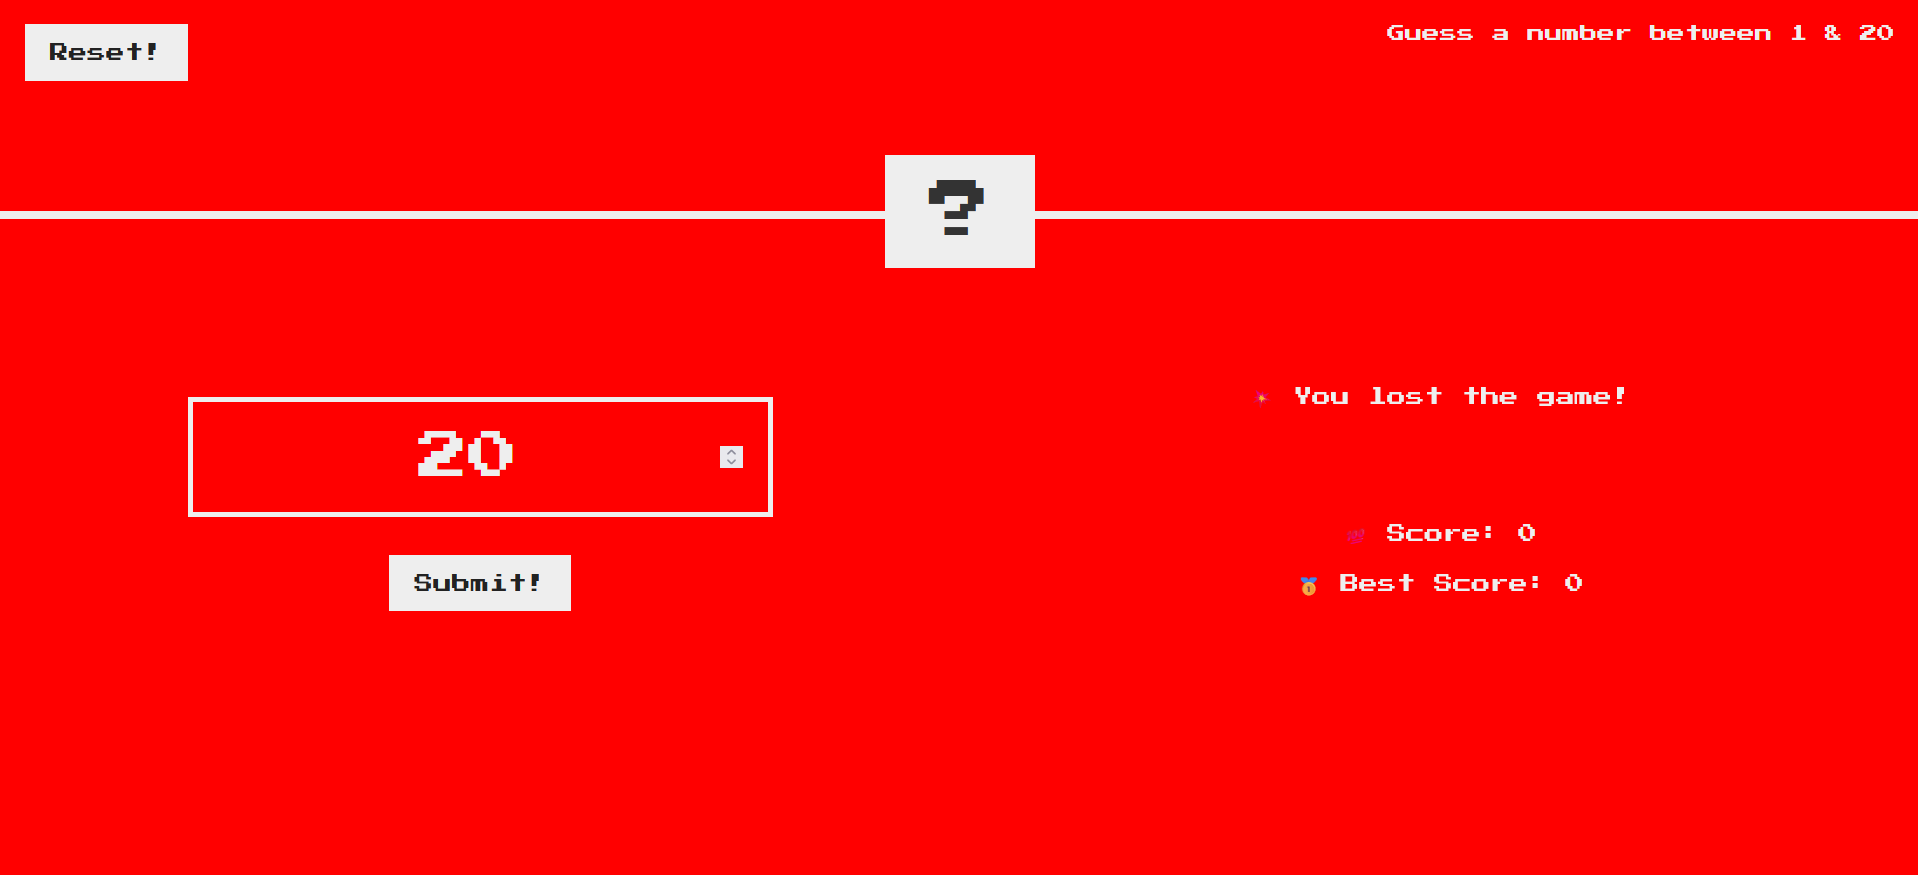 Reset!
Guess a number between 1 & 20
?
20
Submit!
💥 You lost the game!
💯 Score: 0
🥇 Best Score: 0